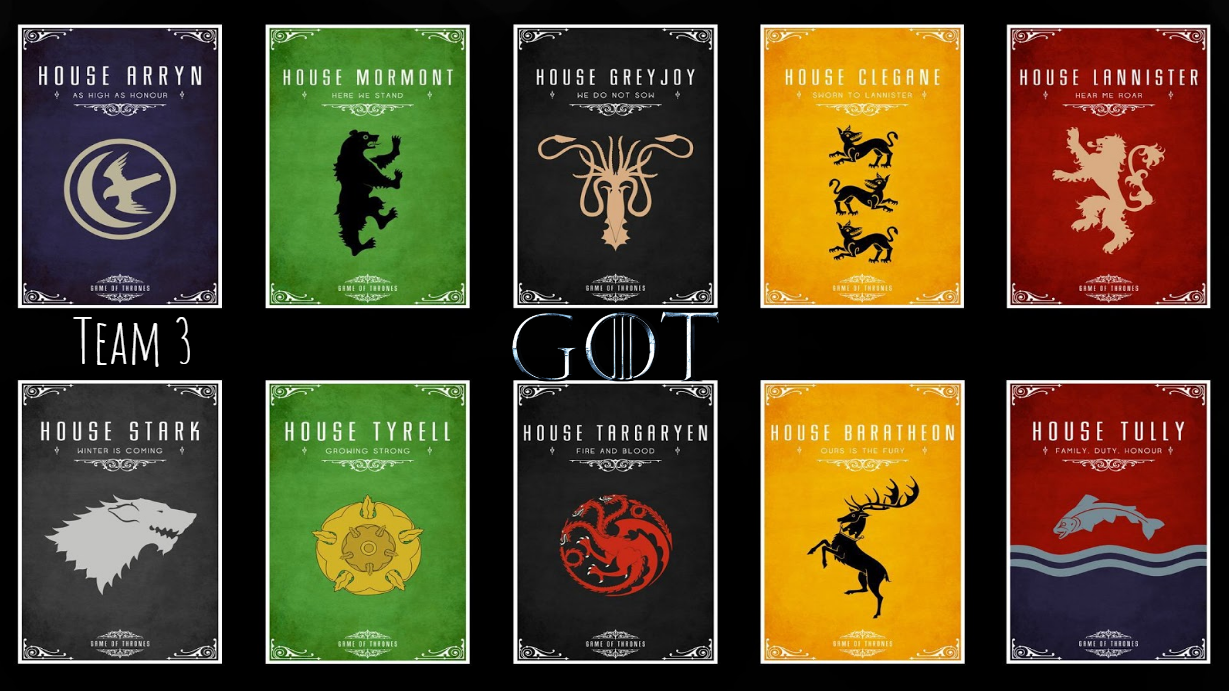 HOUSE ARRYN
AS HIGH AS HONOUR
GAME OF THRONES
HOUSE MORMONT
HERE WE STAND
GAME OF THRONES
HOUSE GREYJOY
WE DO NOT SOW
GAME OF THRONES
HOUSE CLEGANE
SWORN TO LANNISTER
GAME OF THRONES
HOUSE LANNISTER
HEAR ME ROAR
GAME OF THRONES
TEAM 3
GOT
HOUSE STARK
WINTER IS COMING
GAME OF THRONES
HOUSE TYRELL
GROWING STRONG
GAME OF THRONES
HOUSE TARGARYEN
FIRE AND BLOOD
GAME OF THRONES
HOUSE BARATHEON
OURS IS THE FURY
GAME OF THRONES
HOUSE TULLY
FAMILY, DUTY, HONOUR
GAME OF THRONES